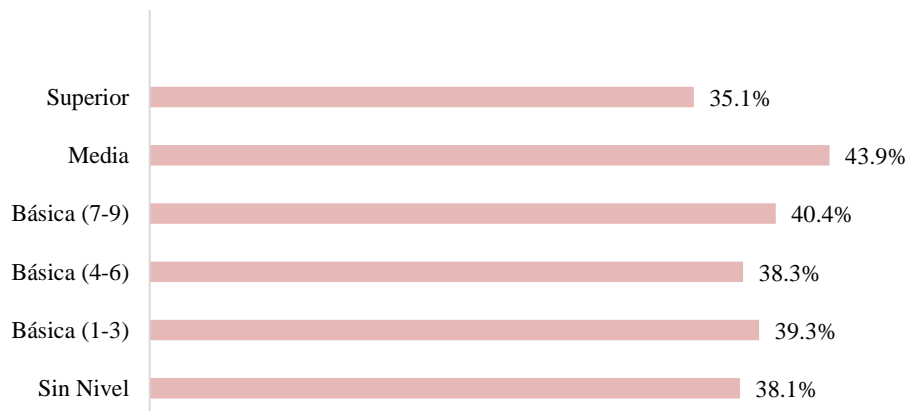 Superior 35.1%
Media 43.9%
Básica (7-9) 40.4%
Básica (4-6) 38.3%
Básica (1-3) 39.3%
Sin Nivel 38.1%